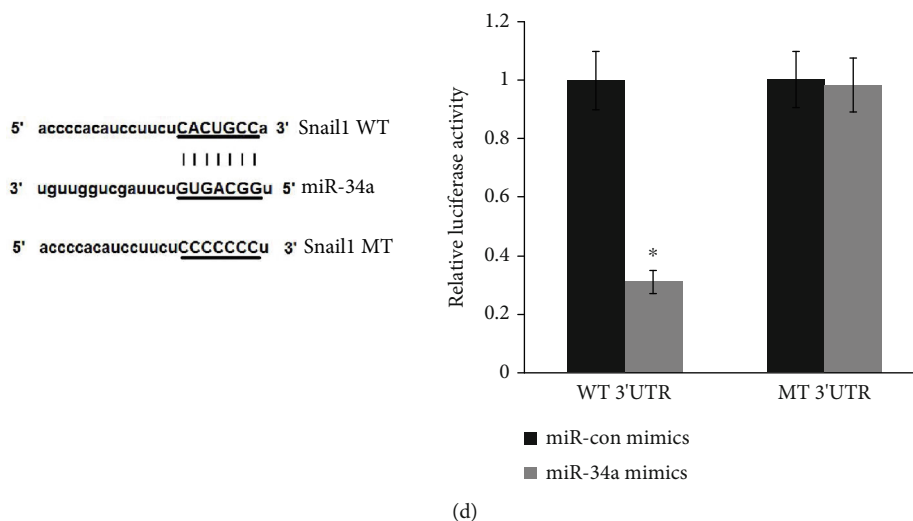 5' accccacauccuucuCACUGCCa 3' Snail1 WT
3' uguuggucgauucuGUGACGGu 5' miR-34a
5' accccacauccuucuCCCCCCCu 3' Snail1 MT
Relative luciferase activity
1.2
1
0.8
0.6
0.4
0.2
0
*
WT 3'UTR MT 3'UTR
miR-con mimics
miR-34a mimics
(d)